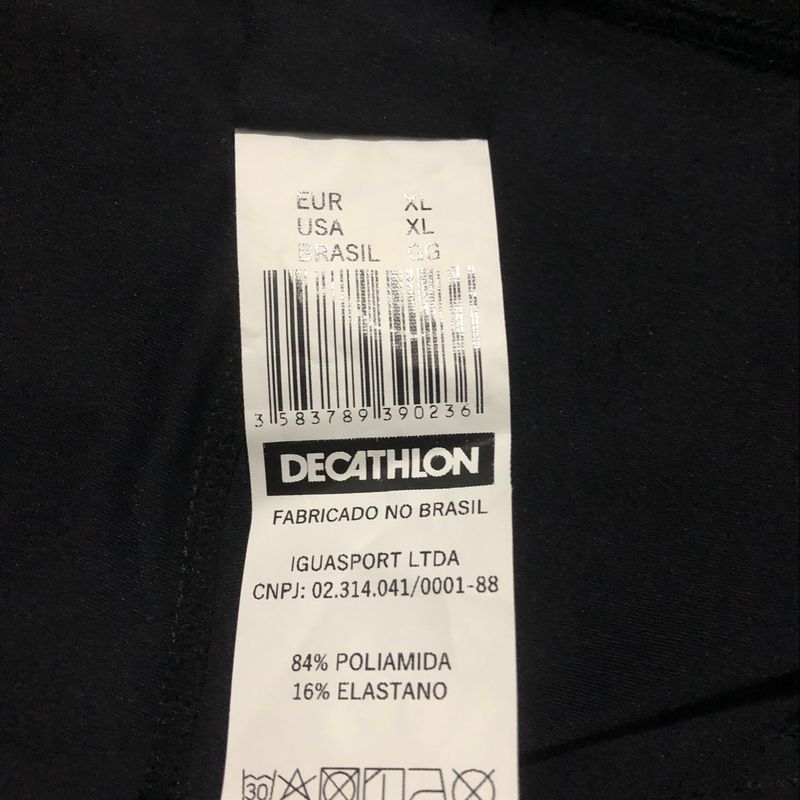 EUR XL
USA XL
BRASIL GG
3 583789 390236
DECATHLON
FABRICADO NO BRASIL
IGUASPORT LTDA
CNPJ: 02.314.041/0001-88
84% POLIAMIDA
16% ELASTANO
30